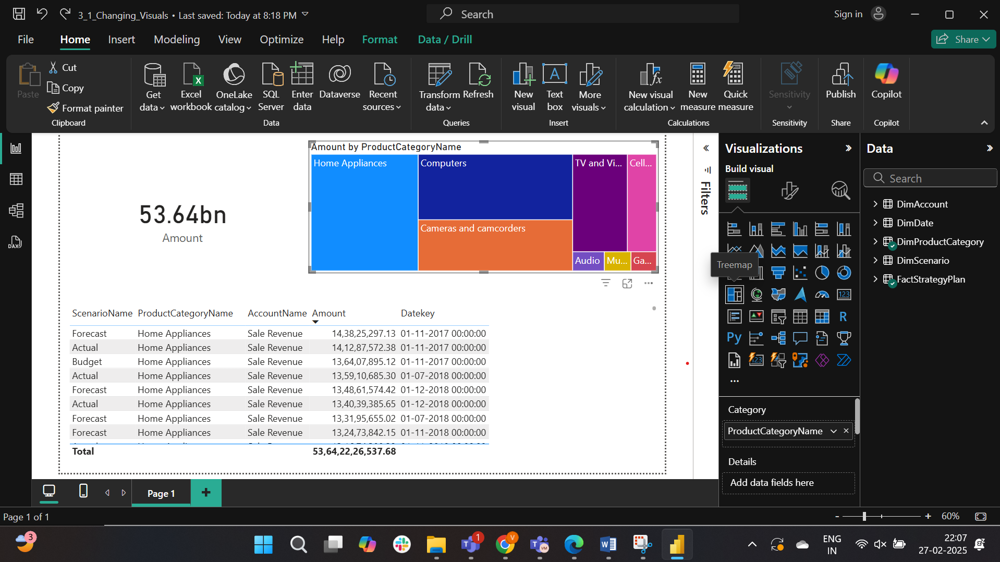 3_1_Changing_Visuals • Last saved: Today at 8:18 PM
Search
Sign in
File Home Insert Modeling View Optimize Help Format Data / Drill
Share
Paste
Cut
Copy
Format painter
Clipboard
Get data
Excel workbook
OneLake catalog
SQL Server
Enter data
Dataverse
Recent sources
Data
Transform data
Refresh
Queries
New visual
Text box
More visuals
Insert
New visual calculation
New measure
Quick measure
Calculations
Sensitivity
Sensitivity
Publish
Share
Copilot
Copilot
DAX
53.64bn
Amount
Amount by ProductCategoryName
Home Appliances
Computers
Cameras and camcorders
TV and Vi...
Cell...
Audio
Mu...
Ga...
ScenarioName ProductCategoryName AccountName Amount Datekey
Forecast Home Appliances Sale Revenue 14,38,25,297.13 01-11-2017 00:00:00
Actual Home Appliances Sale Revenue 14,12,87,572.38 01-11-2017 00:00:00
Budget Home Appliances Sale Revenue 13,64,07,895.12 01-11-2017 00:00:00
Actual Home Appliances Sale Revenue 13,59,10,685.30 01-07-2018 00:00:00
Forecast Home Appliances Sale Revenue 13,48,61,574.42 01-12-2018 00:00:00
Actual Home Appliances Sale Revenue 13,40,39,385.65 01-12-2018 00:00:00
Forecast Home Appliances Sale Revenue 13,31,95,655.02 01-07-2018 00:00:00
Forecast Home Appliances Sale Revenue 13,24,73,842.15 01-11-2018 00:00:00
Total 53,64,22,26,537.68
Filters
Visualizations
Build visual
Treemap
123
R
Py
123
...
Category
ProductCategoryName
Details
Add data fields here
Data
Search
DimAccount
DimDate
DimProductCategory
DimScenario
FactStrategyPlan
Page 1
Page 1 of 1
- + 60%
3
1
V
VM
ENG
IN
22:07
27-02-2025